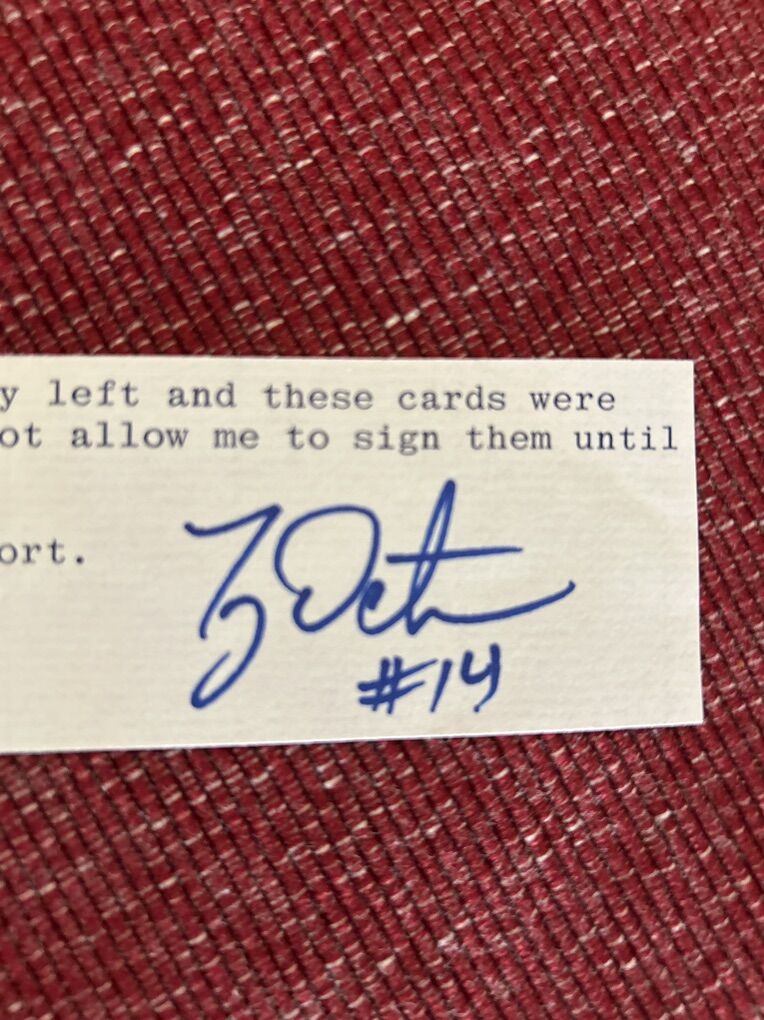 y left and these cards were
ot allow me to sign them until
ort.
#14